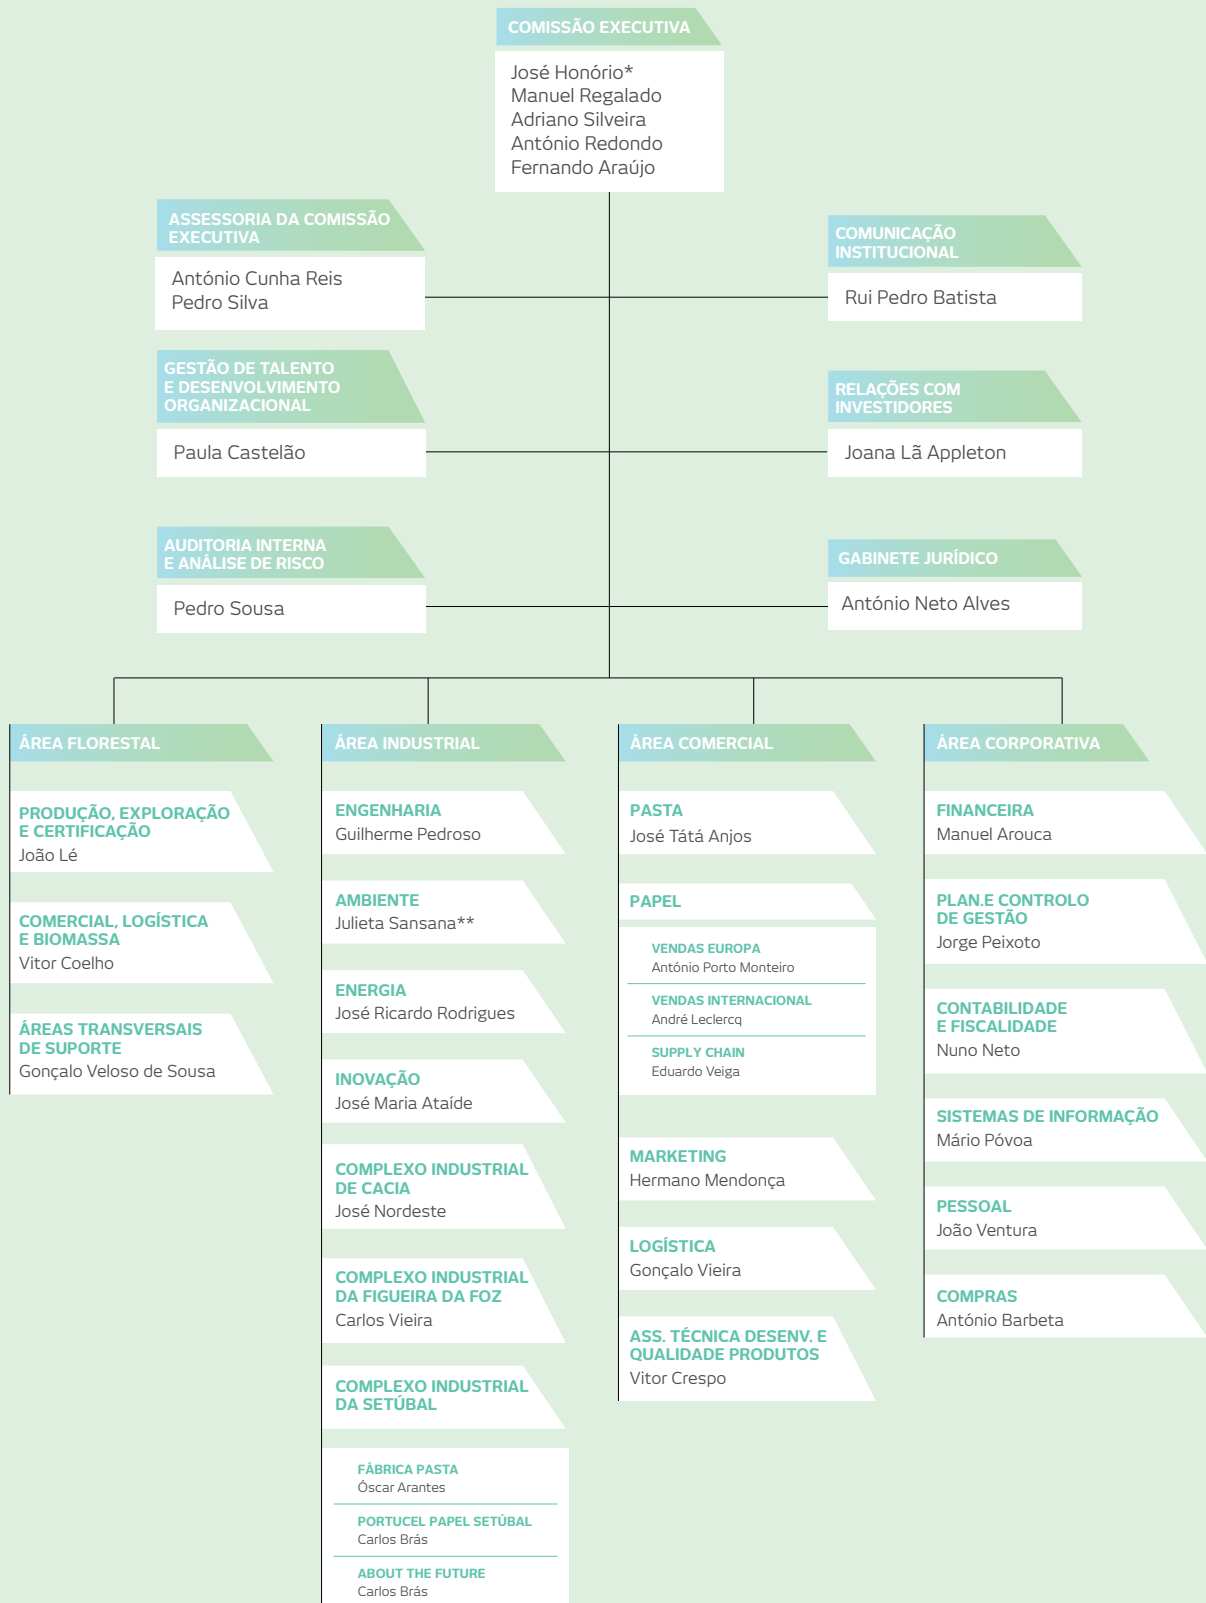 COMISSÃO EXECUTIVA
José Honório*
Manuel Regalado
Adriano Silveira
António Redondo
Fernando Araújo
ASSESSORIA DA COMISSÃO
EXECUTIVA
António Cunha Reis
Pedro Silva
COMUNICAÇÃO
INSTITUCIONAL
Rui Pedro Batista
GESTÃO DE TALENTO
E DESENVOLVIMENTO
ORGANIZACIONAL
Paula Castelão
RELAÇÕES COM
INVESTIDORES
Joana Lã Appleton
AUDITORIA INTERNA
E ANÁLISE DE RISCO
Pedro Sousa
GABINETE JURÍDICO
António Neto Alves
ÁREA FLORESTAL
PRODUÇÃO, EXPLORAÇÃO
E CERTIFICAÇÃO
João Lé
COMERCIAL, LOGÍSTICA
E BIOMASSA
Vitor Coelho
ÁREAS TRANSVERSAIS
DE SUPORTE
Gonçalo Veloso de Sousa
ÁREA INDUSTRIAL
ENGENHARIA
Guilherme Pedroso
AMBIENTE
Julieta Sansana**
ENERGIA
José Ricardo Rodrigues
INOVAÇÃO
José Maria Ataíde
COMPLEXO INDUSTRIAL
DE CACIA
José Nordeste
COMPLEXO INDUSTRIAL
DA FIGUEIRA DA FOZ
Carlos Vieira
COMPLEXO INDUSTRIAL
DA SETÚBAL
FÁBRICA PASTA
Óscar Arantes
PORTUCEL PAPEL SETÚBAL
Carlos Brás
ABOUT THE FUTURE
Carlos Brás
ÁREA COMERCIAL
PASTA
José Tátá Anjos
PAPEL
VENDAS EUROPA
António Porto Monteiro
VENDAS INTERNACIONAL
André Leclercq
SUPPLY CHAIN
Eduardo Veiga
MARKETING
Hermano Mendonça
LOGÍSTICA
Gonçalo Vieira
ASS. TÉCNICA DESENV. E
QUALIDADE PRODUTOS
Vitor Crespo
ÁREA CORPORATIVA
FINANCEIRA
Manuel Arouca
PLAN.E CONTROLO
DE GESTÃO
Jorge Peixoto
CONTABILIDADE
E FISCALIDADE
Nuno Neto
SISTEMAS DE INFORMAÇÃO
Mário Póvoa
PESSOAL
João Ventura
COMPRAS
António Barbeta